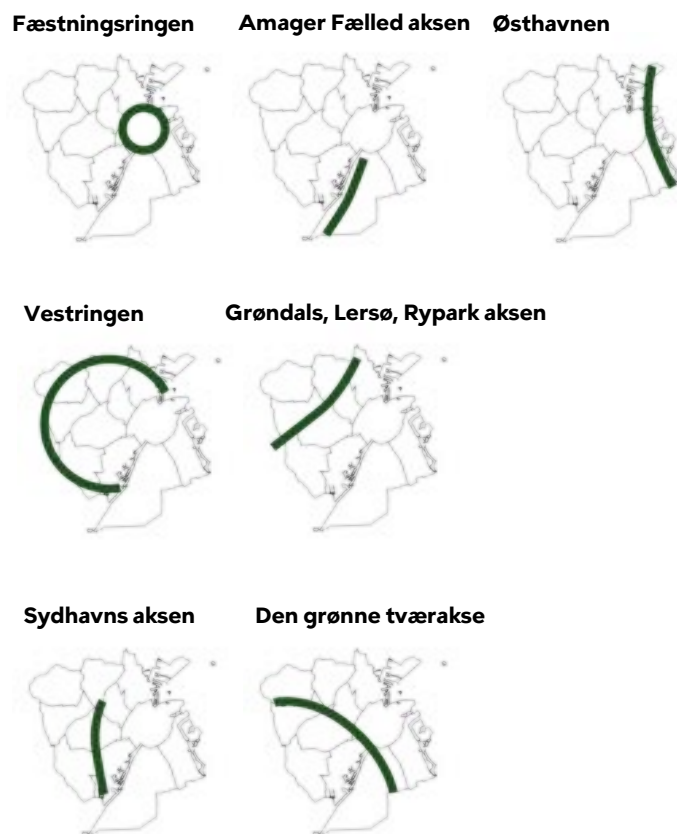 Fæstningsringen
Amager Fælled aksen
Østhavnen
Vestringen
Grøndals, Lersø, Rypark aksen
Sydhavns aksen
Den grønne tværakse